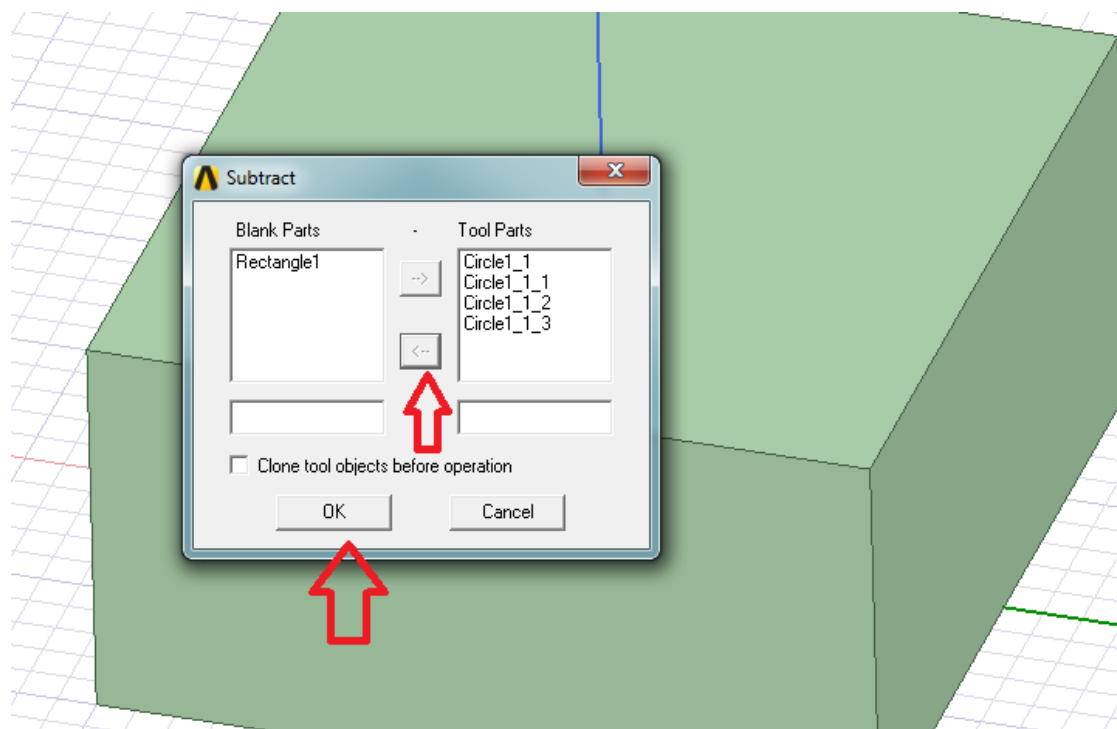 Subtract
Blank Parts - Tool Parts
Rectangle1
Circle1_1
Circle1_1_1
Circle1_1_2
Circle1_1_3
-->
<--
Clone tool objects before operation
OK Cancel